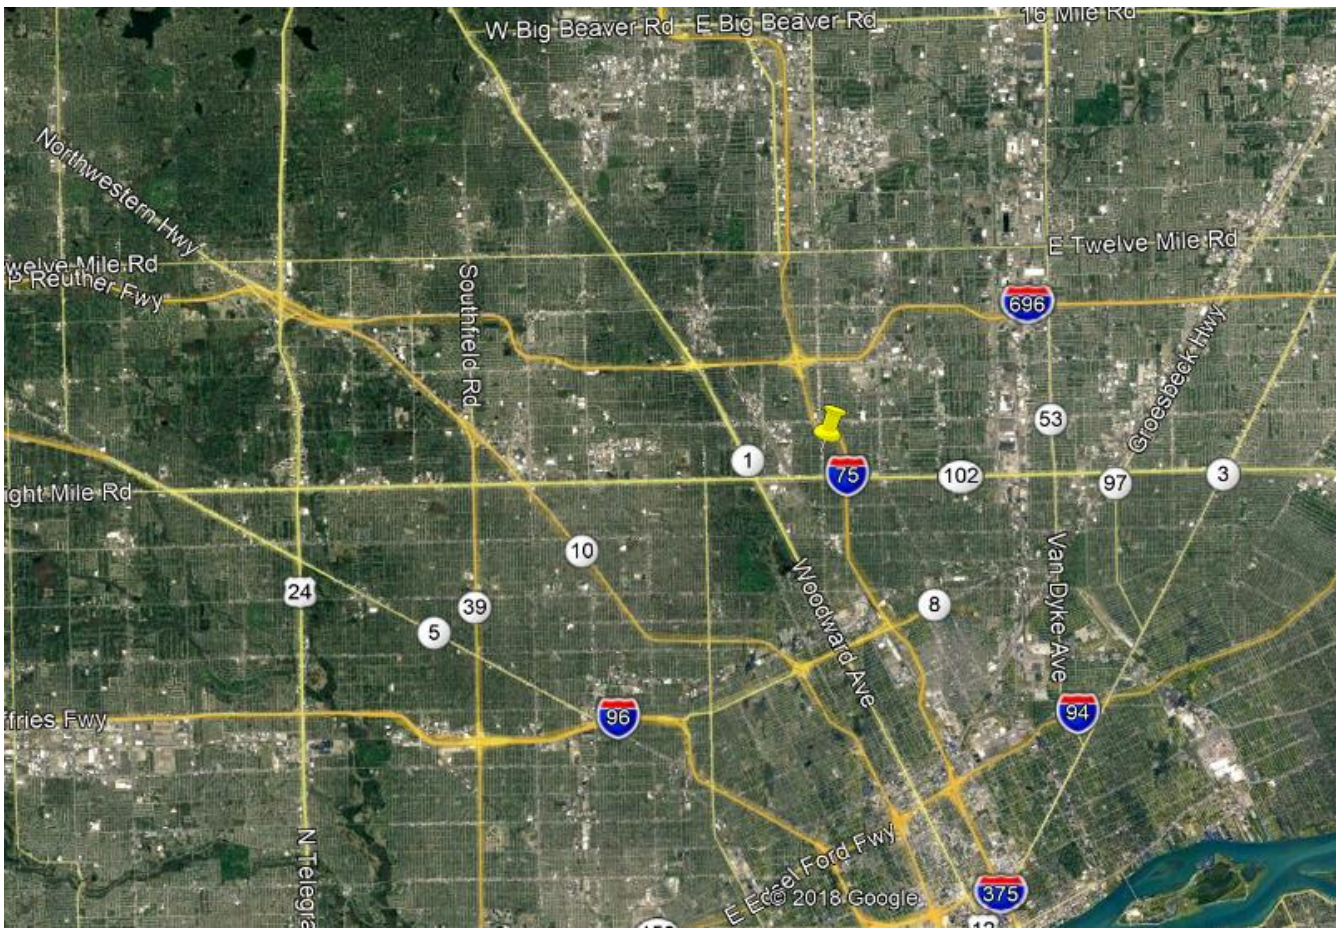 W Big Beaver Rd
E Big Beaver Rd
16 Mile Rd
Northwestern Hwy
E Twelve Mile Rd
welve Mile Rd
P Reuther Fwy
Southfield Rd
696
Groesbeck Hwy
53
1
75
102
97
3
ight Mile Rd
10
Van Dyke Ave
24
39
5
8
Woodward Ave
96
94
ffries Fwy
N Telegra
E Edsel Ford Fwy
© 2018 Google
375